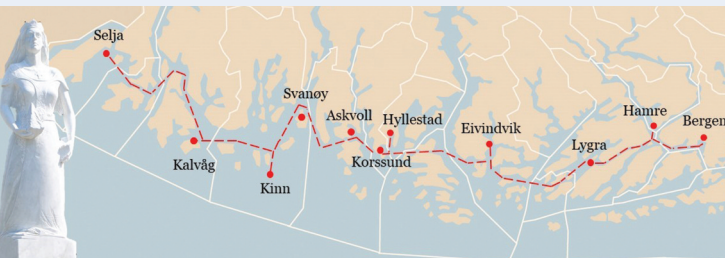 Selja
Kalvåg
Kinn
Svanøy
Askvoll
Hyllestad
Korssund
Eivindvik
Lygra
Hamre
Bergen